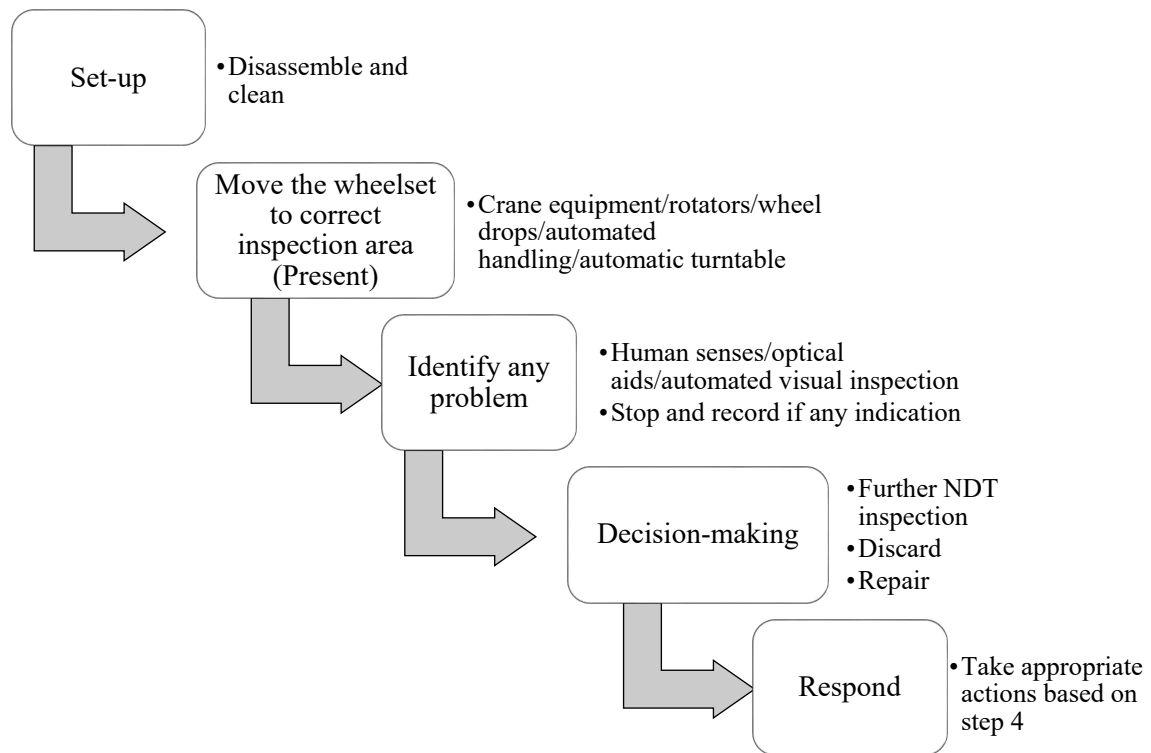 Set-up
•Disassemble and
clean
Move the wheelset
to correct
inspection area
(Present)
•Crane equipment/rotators/wheel
drops/automated
handling/automatic turntable
Identify any
problem
•Human senses/optical
aids/automated visual inspection
•Stop and record if any indication
Decision-making
•Further NDT
inspection
•Discard
•Repair
Respond
•Take appropriate
actions based on
step 4